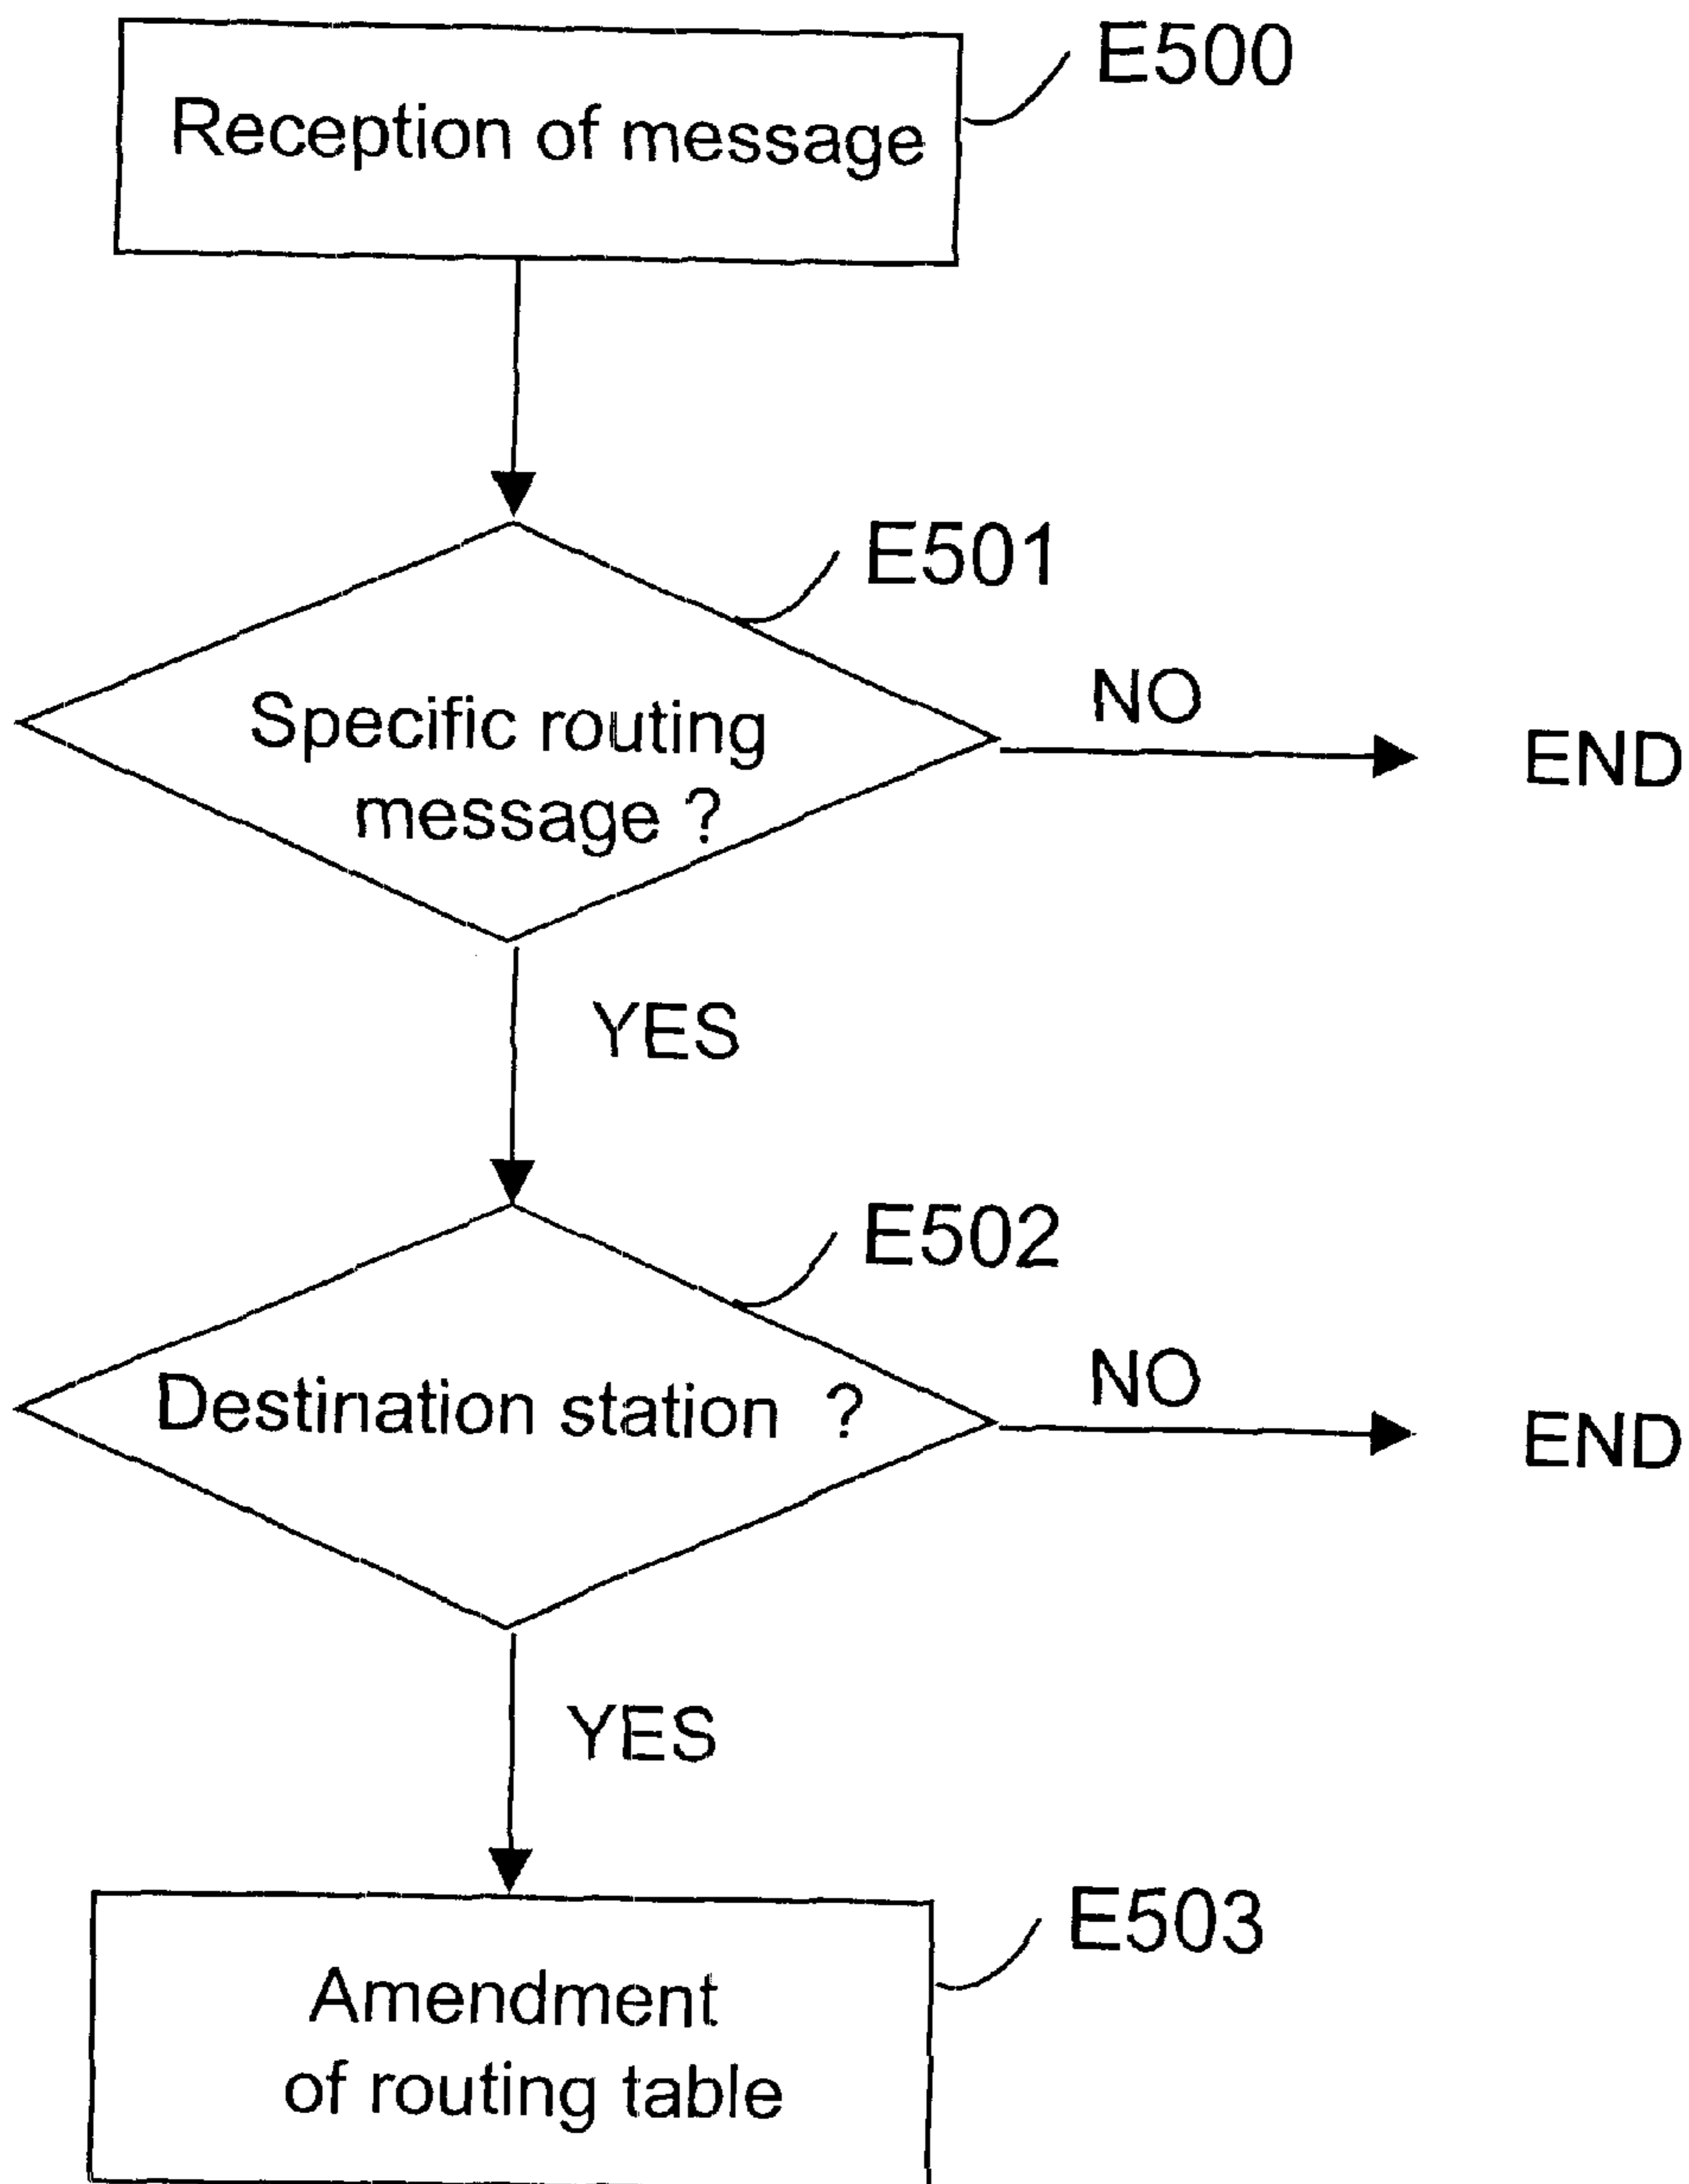 E500
Reception of message
E501
NO
Specific routing
message ?
END
YES
E502
NO
Destination station ?
END
YES
E503
Amendment
of routing table